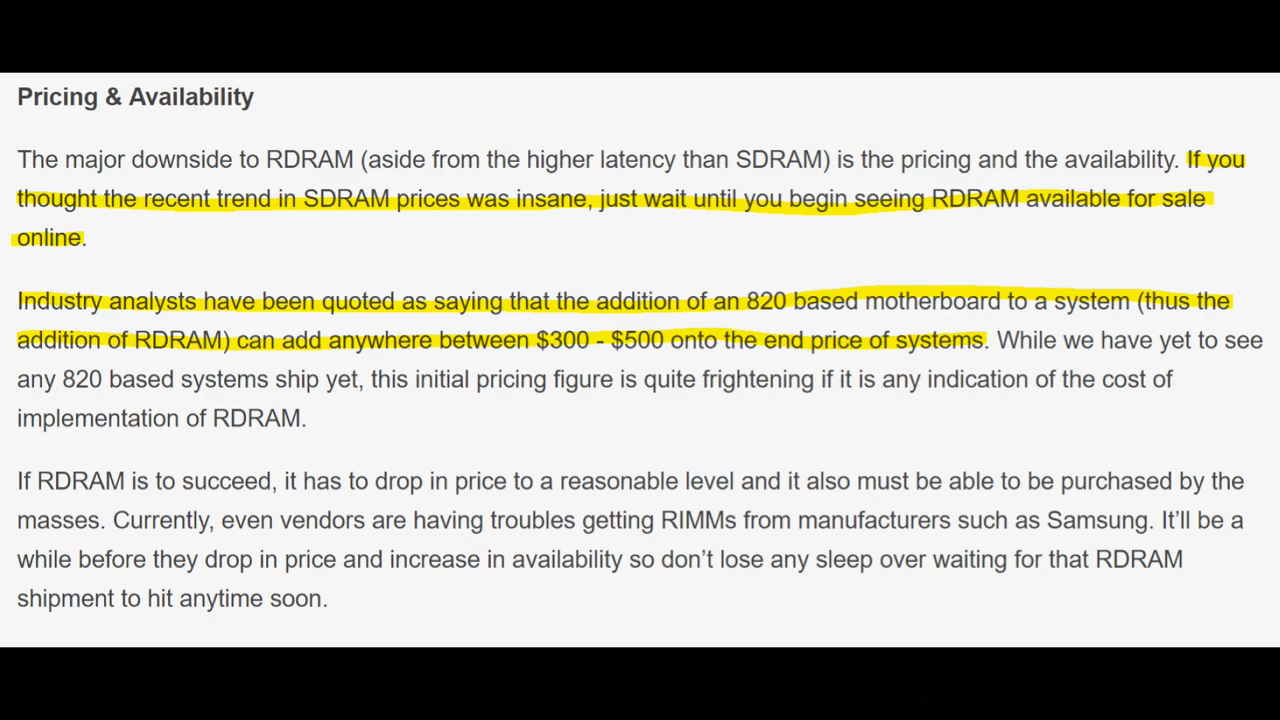 Pricing & Availability
The major downside to RDRAM (aside from the higher latency than SDRAM) is the pricing and the availability. If you
thought the recent trend in SDRAM prices was insane, just wait until you begin seeing RDRAM available for sale
online.
Industry analysts have been quoted as saying that the addition of an 820 based motherboard to a system (thus the
addition of RDRAM) can add anywhere between $300 - $500 onto the end price of systems. While we have yet to see
any 820 based systems ship yet, this initial pricing figure is quite frightening if it is any indication of the cost of
implementation of RDRAM.
If RDRAM is to succeed, it has to drop in price to a reasonable level and it also must be able to be purchased by the
masses. Currently, even vendors are having troubles getting RIMMs from manufacturers such as Samsung. It’ll be a
while before they drop in price and increase in availability so don’t lose any sleep over waiting for that RDRAM
shipment to hit anytime soon.